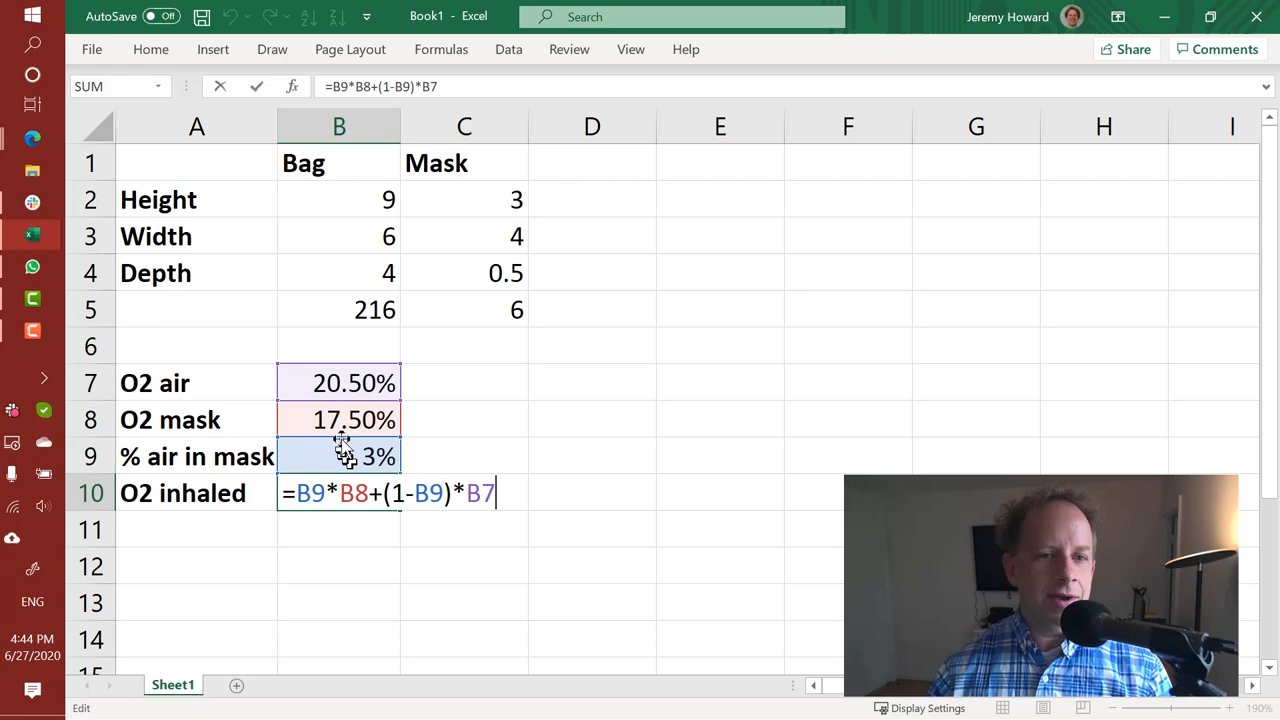 AutoSave Off Book1 - Excel Search Jeremy Howard
File Home Insert Draw Page Layout Formulas Data Review View Help Share Comments
SUM fx =B9*B8+(1-B9)*B7
A B C D E F G H I
1 Bag Mask
2 Height 9 3
3 Width 6 4
4 Depth 4 0.5
5 216 6
6
7 O2 air 20.50%
8 O2 mask 17.50%
9 % air in mask 3%
10 O2 inhaled =B9*B8+(1-B9)*B7
11
12
13
14
15
ENG
4:44 PM
6/27/2020
Sheet1
Edit Display Settings 190%